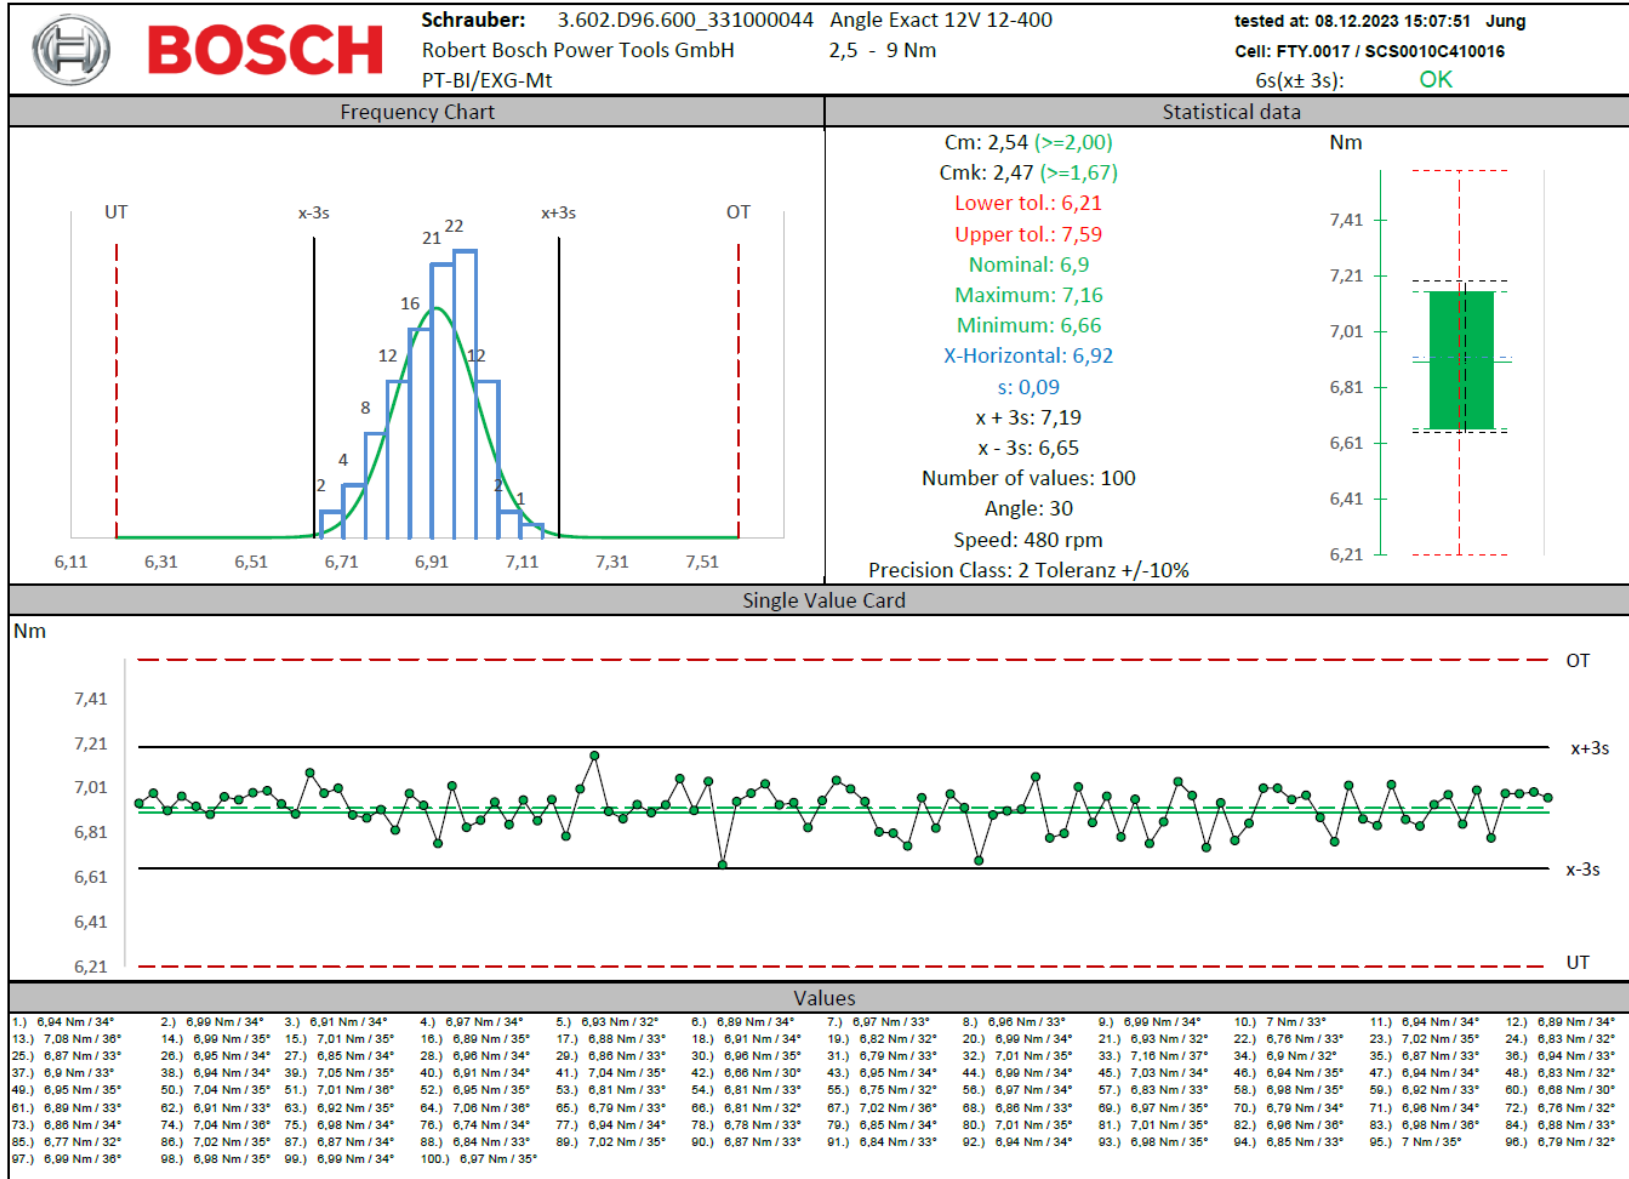 BOSCH
Schrauber: 3.602.D96.600_331000044 Angle Exact 12V 12-400
Robert Bosch Power Tools GmbH 2,5 - 9 Nm
PT-BI/EXG-Mt
tested at: 08.12.2023 15:07:51 Jung
Cell: FTY.0017 / SCS0010C410016
6s(x± 3s): OK
Frequency Chart
UT x-3s x+3s OT
2 4 8 12 16 21 22 12 2 1
6,11 6,31 6,51 6,71 6,91 7,11 7,31 7,51
Statistical data
Cm: 2,54 (>=2,00)
Cmk: 2,47 (>=1,67)
Lower tol.: 6,21
Upper tol.: 7,59
Nominal: 6,9
Maximum: 7,16
Minimum: 6,66
X-Horizontal: 6,92
s: 0,09
x + 3s: 7,19
x - 3s: 6,65
Number of values: 100
Angle: 30
Speed: 480 rpm
Precision Class: 2 Toleranz +/-10%
Nm
7,41
7,21
7,01
6,81
6,61
6,41
6,21
Single Value Card
Nm
OT
7,41
7,21 x+3s
7,01
6,81
6,61 x-3s
6,41
6,21 UT
Values
1.) 6,94 Nm / 34° 2.) 6,99 Nm / 34° 3.) 6,91 Nm / 34° 4.) 6,97 Nm / 34° 5.) 6,93 Nm / 32° 6.) 6,89 Nm / 34° 7.) 6,97 Nm / 33° 8.) 6,96 Nm / 33° 9.) 6,99 Nm / 34° 10.) 7 Nm / 33° 11.) 6,94 Nm / 34° 12.) 6,89 Nm / 34°
13.) 7,08 Nm / 36° 14.) 6,99 Nm / 35° 15.) 7,01 Nm / 35° 16.) 6,89 Nm / 35° 17.) 6,88 Nm / 33° 18.) 6,91 Nm / 34° 19.) 6,82 Nm / 32° 20.) 6,99 Nm / 34° 21.) 6,93 Nm / 32° 22.) 6,76 Nm / 33° 23.) 7,02 Nm / 35° 24.) 6,83 Nm / 32°
25.) 6,87 Nm / 33° 26.) 6,95 Nm / 34° 27.) 6,85 Nm / 34° 28.) 6,96 Nm / 34° 29.) 6,86 Nm / 33° 30.) 6,96 Nm / 35° 31.) 6,79 Nm / 33° 32.) 7,01 Nm / 35° 33.) 7,16 Nm / 37° 34.) 6,9 Nm / 32° 35.) 6,87 Nm / 33° 36.) 6,94 Nm / 33°
37.) 6,9 Nm / 33° 38.) 6,94 Nm / 34° 39.) 7,05 Nm / 35° 40.) 6,91 Nm / 34° 41.) 7,04 Nm / 35° 42.) 6,66 Nm / 30° 43.) 6,95 Nm / 34° 44.) 6,99 Nm / 34° 45.) 7,03 Nm / 34° 46.) 6,94 Nm / 35° 47.) 6,94 Nm / 34° 48.) 6,83 Nm / 32°
49.) 6,95 Nm / 35° 50.) 7,04 Nm / 35° 51.) 7,01 Nm / 36° 52.) 6,95 Nm / 35° 53.) 6,81 Nm / 33° 54.) 6,81 Nm / 33° 55.) 6,75 Nm / 32° 56.) 6,97 Nm / 34° 57.) 6,83 Nm / 33° 58.) 6,98 Nm / 35° 59.) 6,92 Nm / 33° 60.) 6,68 Nm / 30°
61.) 6,89 Nm / 33° 62.) 6,91 Nm / 33° 63.) 6,92 Nm / 35° 64.) 7,06 Nm / 36° 65.) 6,79 Nm / 33° 66.) 6,81 Nm / 32° 67.) 7,02 Nm / 36° 68.) 6,86 Nm / 33° 69.) 6,97 Nm / 35° 70.) 6,79 Nm / 34° 71.) 6,96 Nm / 34° 72.) 6,76 Nm / 32°
73.) 6,86 Nm / 34° 74.) 7,04 Nm / 36° 75.) 6,98 Nm / 34° 76.) 6,74 Nm / 34° 77.) 6,94 Nm / 34° 78.) 6,78 Nm / 33° 79.) 6,85 Nm / 34° 80.) 7,01 Nm / 35° 81.) 7,01 Nm / 35° 82.) 6,96 Nm / 36° 83.) 6,98 Nm / 36° 84.) 6,88 Nm / 33°
85.) 6,77 Nm / 32° 86.) 7,02 Nm / 35° 87.) 6,87 Nm / 34° 88.) 6,84 Nm / 33° 89.) 7,02 Nm / 35° 90.) 6,87 Nm / 33° 91.) 6,84 Nm / 33° 92.) 6,94 Nm / 34° 93.) 6,98 Nm / 35° 94.) 6,85 Nm / 33° 95.) 7 Nm / 35° 96.) 6,79 Nm / 32°
97.) 6,99 Nm / 36° 98.) 6,98 Nm / 35° 99.) 6,99 Nm / 34° 100.) 6,97 Nm / 35°